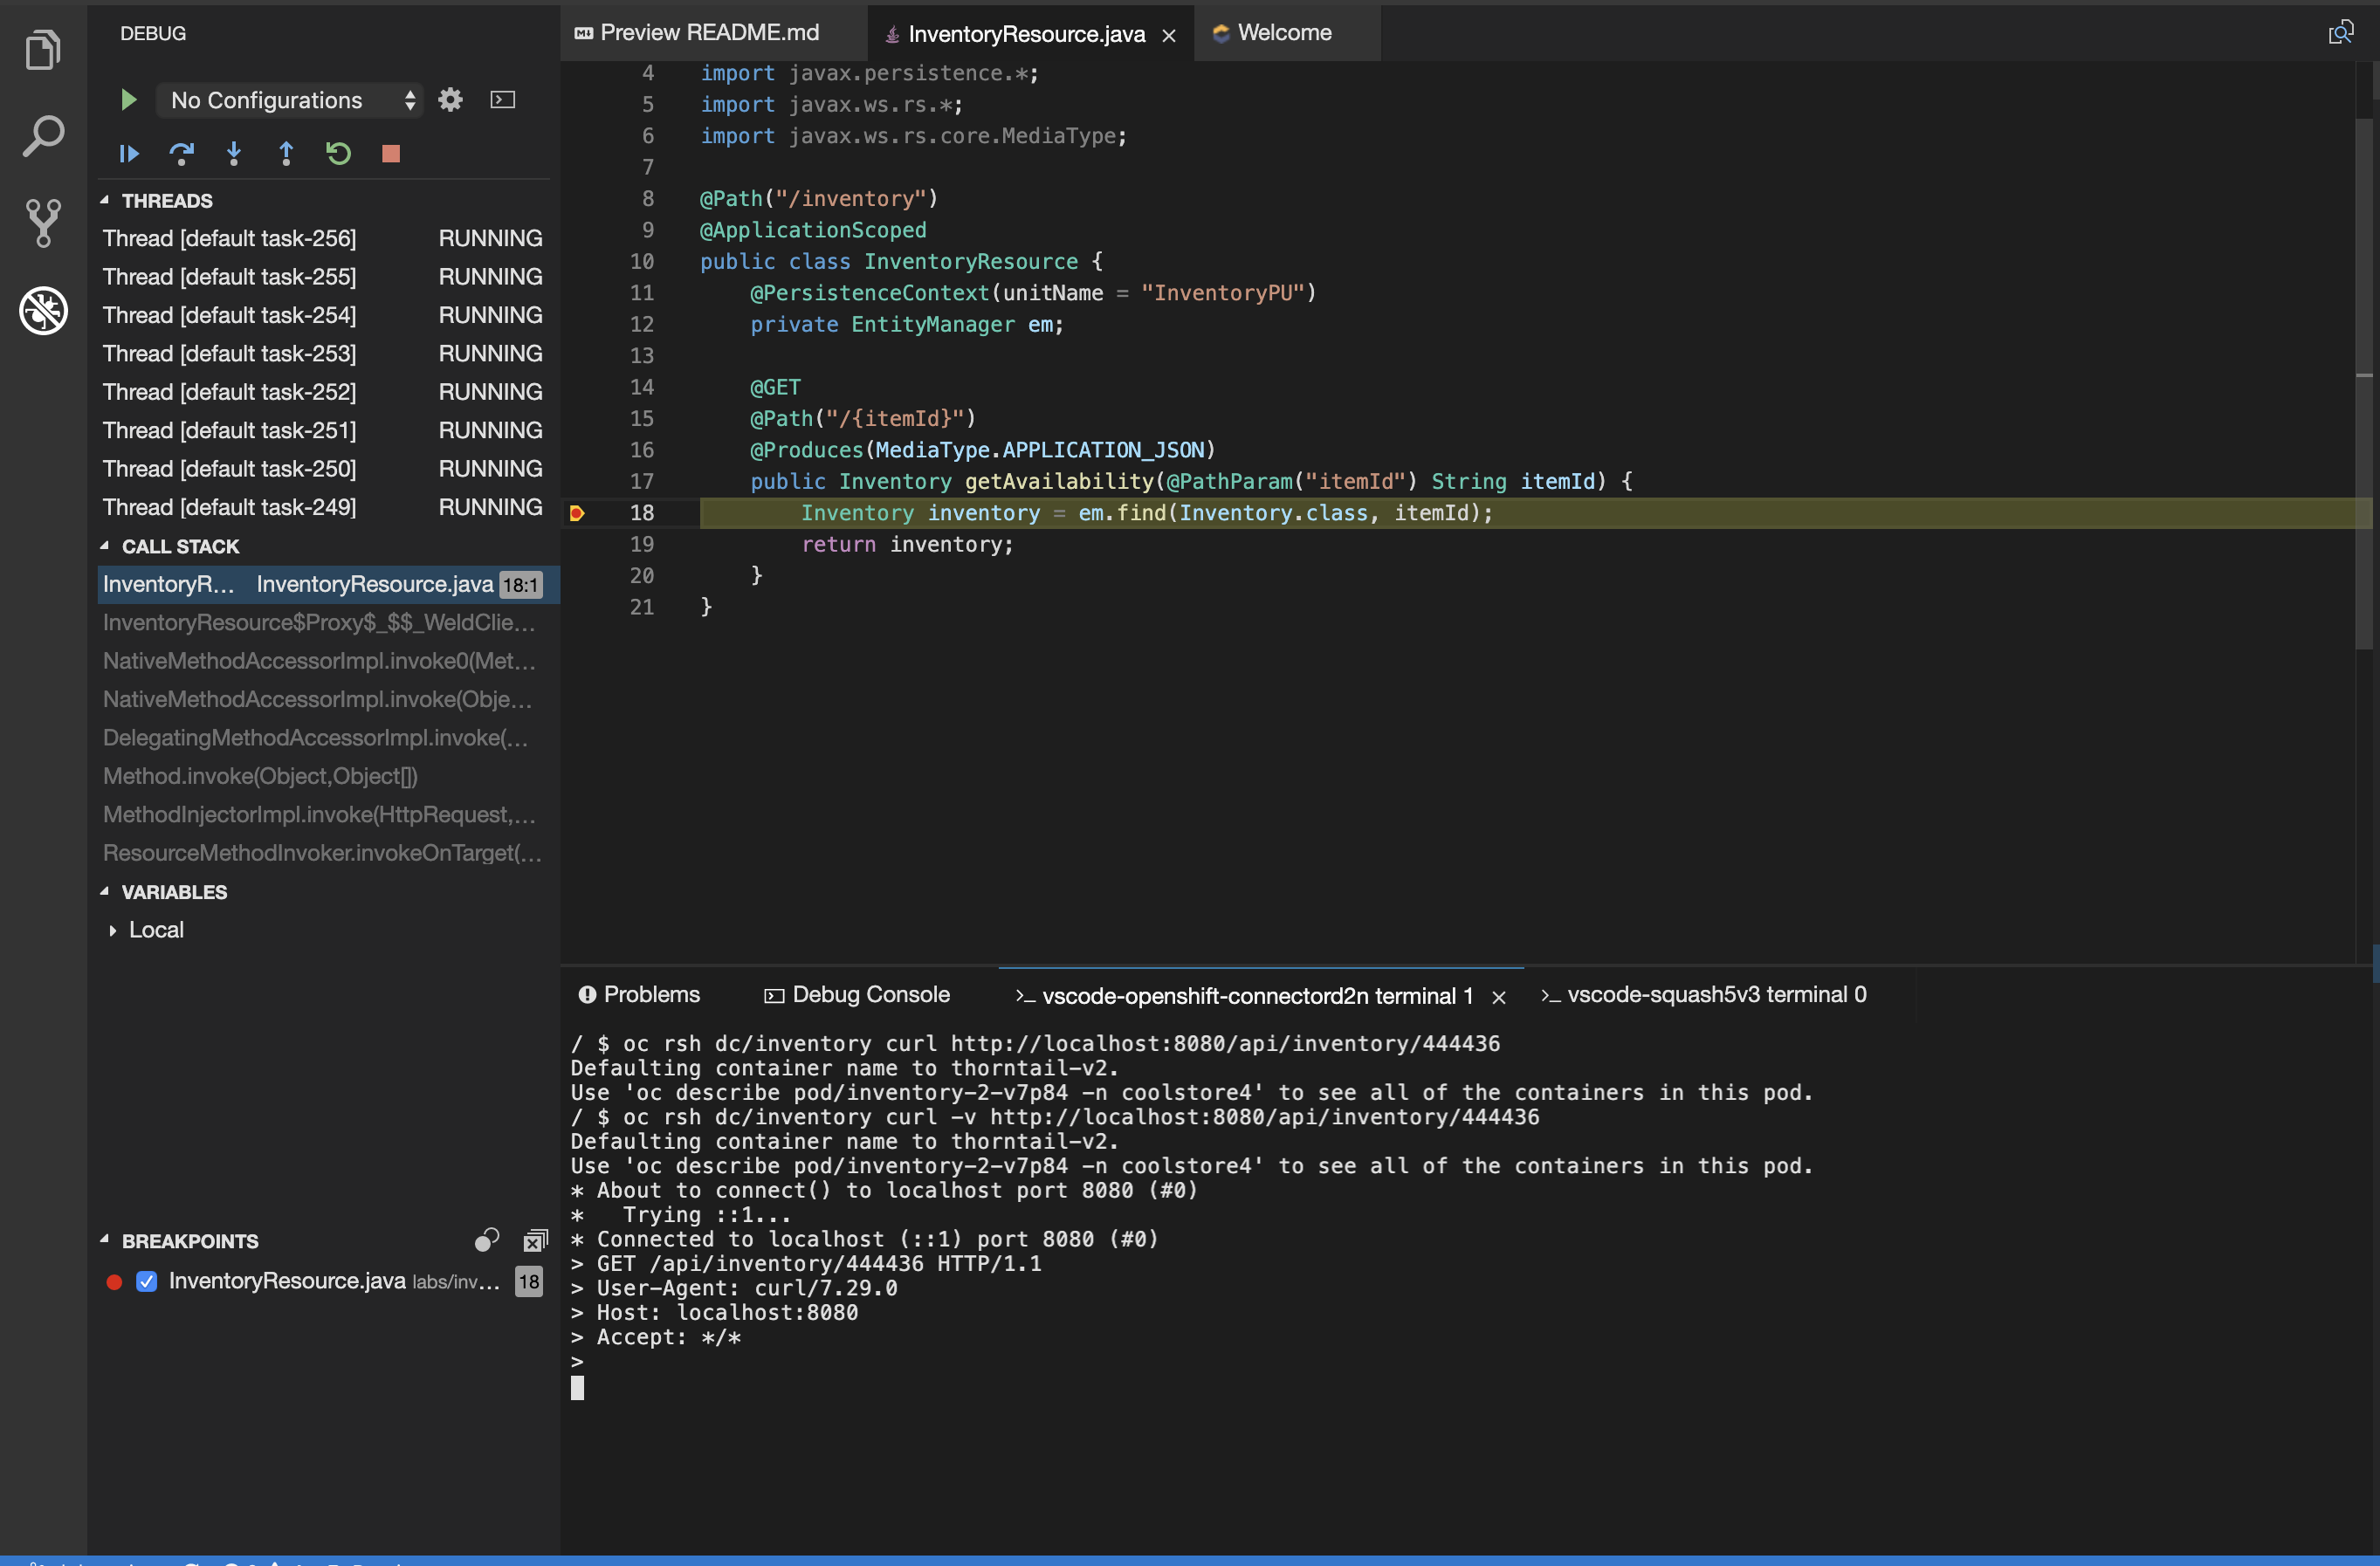 DEBUG
No Configurations
THREADS
Thread [default task-256] RUNNING
Thread [default task-255] RUNNING
Thread [default task-254] RUNNING
Thread [default task-253] RUNNING
Thread [default task-252] RUNNING
Thread [default task-251] RUNNING
Thread [default task-250] RUNNING
Thread [default task-249] RUNNING
CALL STACK
InventoryR... InventoryResource.java 18:1
InventoryResource$Proxy$_$$_WeldClie...
NativeMethodAccessorImpl.invoke0(Met...
NativeMethodAccessorImpl.invoke(Obje...
DelegatingMethodAccessorImpl.invoke(...
Method.invoke(Object,Object[])
MethodInjectorImpl.invoke(HttpRequest,...
ResourceMethodInvoker.invokeOnTarget(...
VARIABLES
Local
BREAKPOINTS
InventoryResource.java labs/inv... 18
Preview README.md InventoryResource.java Welcome
4 import javax.persistence.*;
5 import javax.ws.rs.*;
6 import javax.ws.rs.core.MediaType;
7
8 @Path("/inventory")
9 @ApplicationScoped
10 public class InventoryResource {
11 @PersistenceContext(unitName = "InventoryPU")
12 private EntityManager em;
13
14 @GET
15 @Path("/{itemId}")
16 @Produces(MediaType.APPLICATION_JSON)
17 public Inventory getAvailability(@PathParam("itemId") String itemId) {
18 Inventory inventory = em.find(Inventory.class, itemId);
19 return inventory;
20 }
21 }
Problems Debug Console vscode-openshift-connectord2n terminal 1 vscode-squash5v3 terminal 0
/ $ oc rsh dc/inventory curl http://localhost:8080/api/inventory/444436
Defaulting container name to thorntail-v2.
Use 'oc describe pod/inventory-2-v7p84 -n coolstore4' to see all of the containers in this pod.
/ $ oc rsh dc/inventory curl -v http://localhost:8080/api/inventory/444436
Defaulting container name to thorntail-v2.
Use 'oc describe pod/inventory-2-v7p84 -n coolstore4' to see all of the containers in this pod.
* About to connect() to localhost port 8080 (#0)
* Trying ::1...
* Connected to localhost (::1) port 8080 (#0)
> GET /api/inventory/444436 HTTP/1.1
> User-Agent: curl/7.29.0
> Host: localhost:8080
> Accept: */*
>